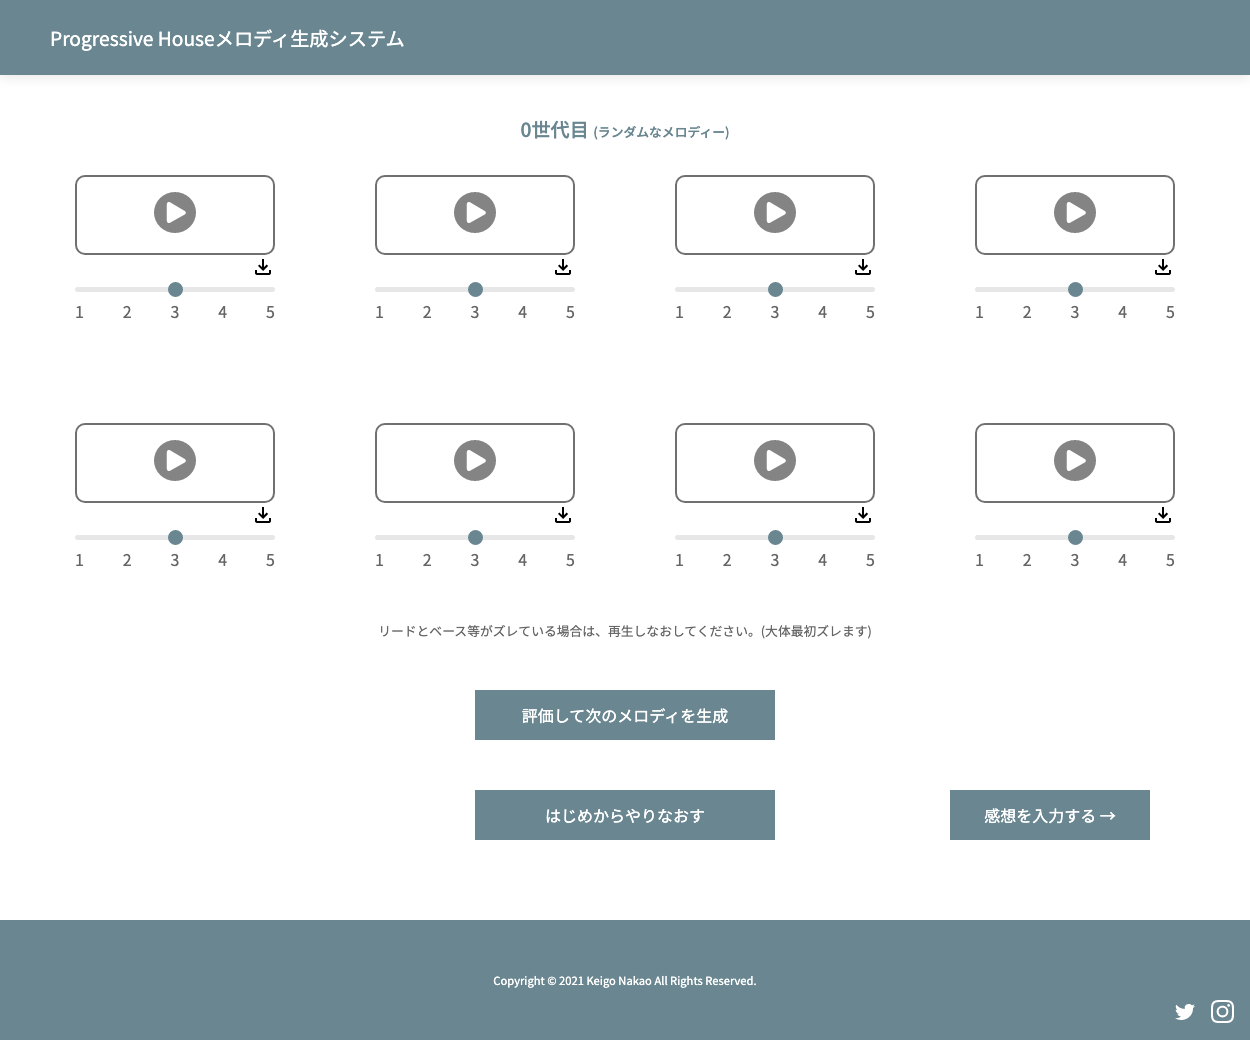 Progressive Houseメロディ生成システム
0世代目 (ランダムなメロディー)
1 2 3 4 5
1 2 3 4 5
1 2 3 4 5
1 2 3 4 5
1 2 3 4 5
1 2 3 4 5
1 2 3 4 5
1 2 3 4 5
リードとベース等がズレている場合は、再生しなおしてください。(大体最初ズレます)
評価して次のメロディを生成
はじめからやりなおす
感想を入力する →
Copyright © 2021 Keigo Nakao All Rights Reserved.